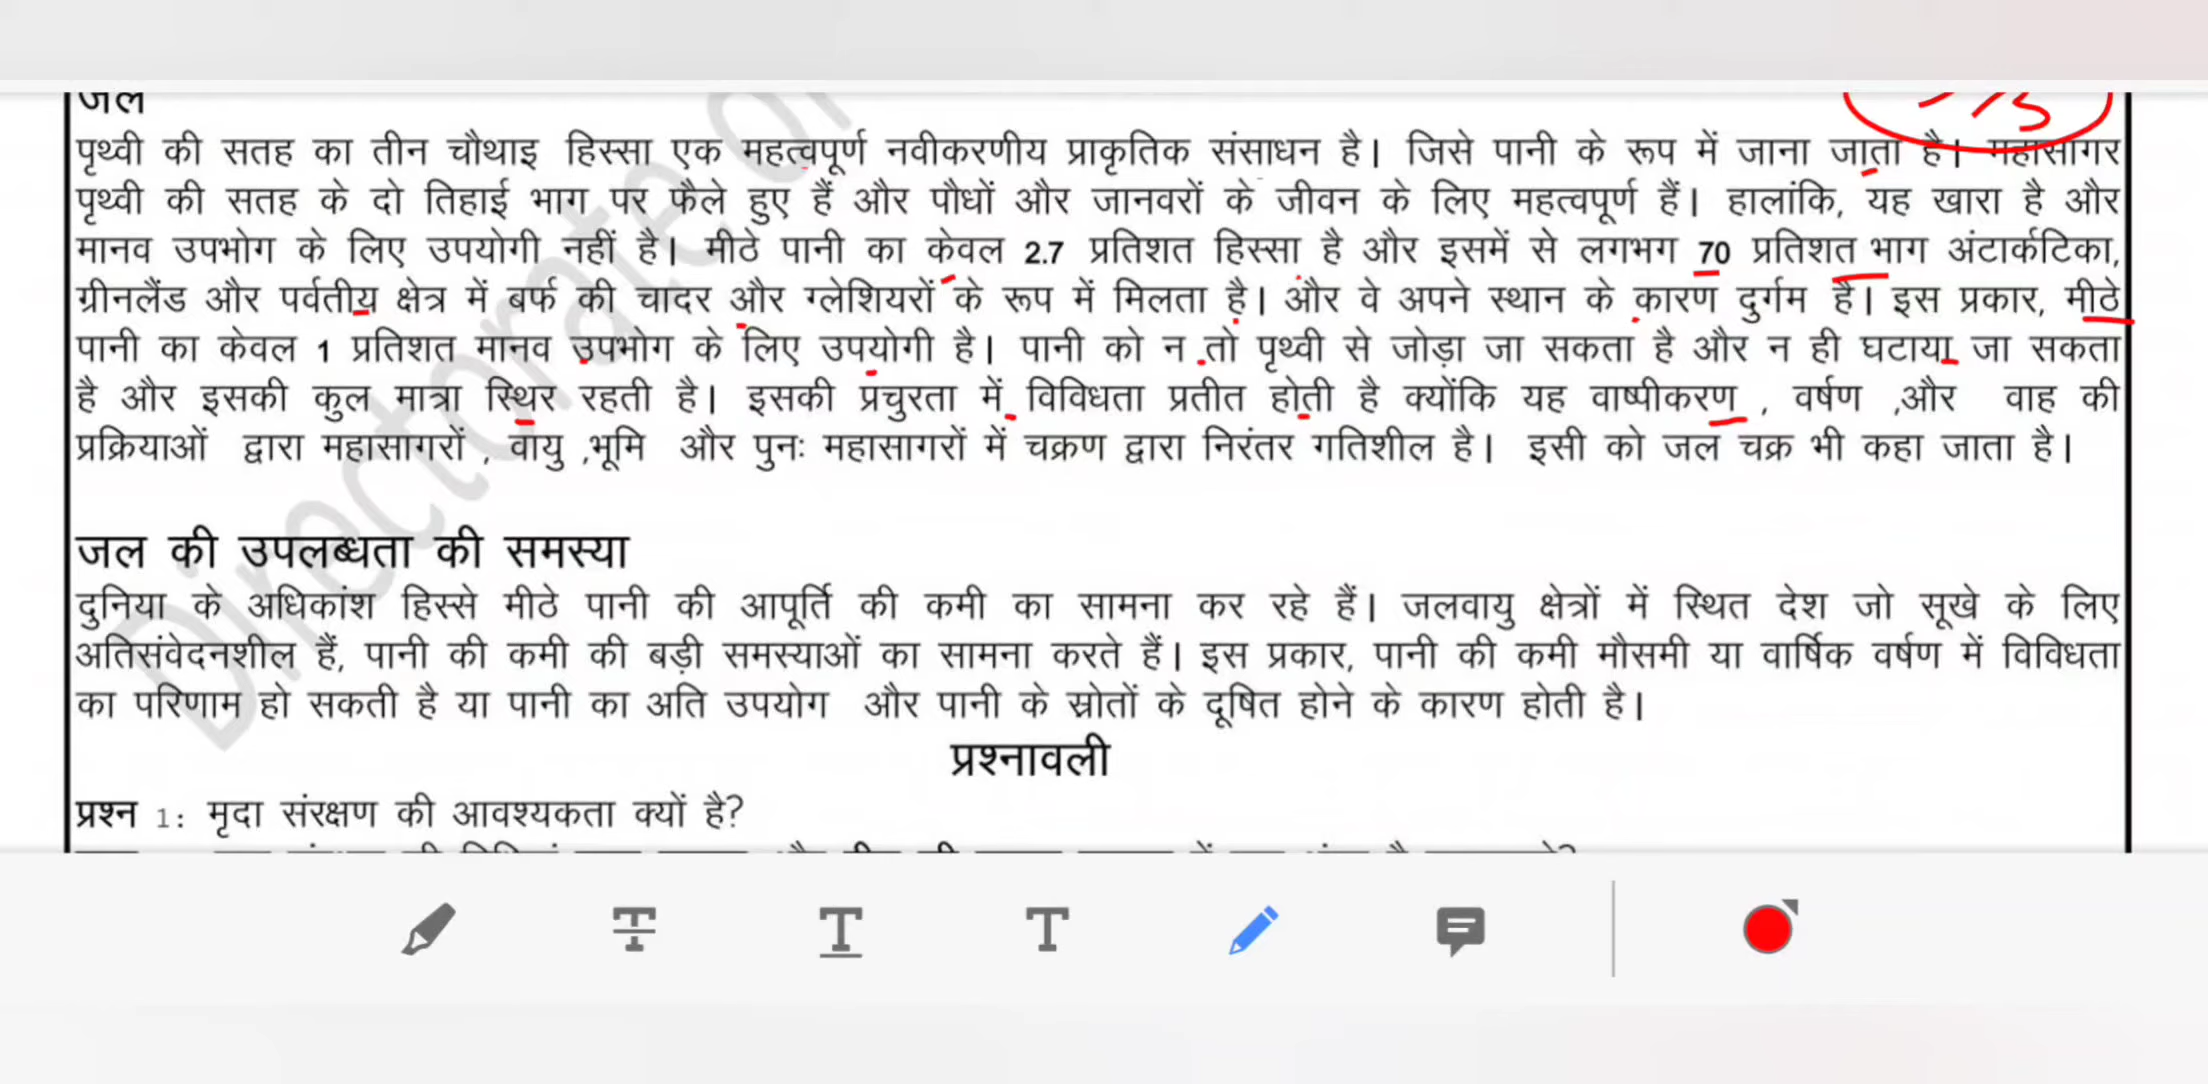 जल
पृथ्वी की सतह का तीन चौथाइ हिस्सा एक महत्वपूर्ण नवीकरणीय प्राकृतिक संसाधन है। जिसे पानी के रूप में जाना जाता है। महासागर
पृथ्वी की सतह के दो तिहाई भाग पर फैले हुए हैं और पौधों और जानवरों के जीवन के लिए महत्वपूर्ण हैं। हालांकि, यह खारा है और
मानव उपभोग के लिए उपयोगी नहीं है। मीठे पानी का केवल 2.7 प्रतिशत हिस्सा है और इसमें से लगभग 70 प्रतिशत भाग अंटार्कटिका,
ग्रीनलैंड और पर्वतीय क्षेत्र में बर्फ की चादर और ग्लेशियरों के रूप में मिलता है। और वे अपने स्थान के कारण दुर्गम हैं। इस प्रकार, मीठे
पानी का केवल 1 प्रतिशत मानव उपभोग के लिए उपयोगी है। पानी को न तो पृथ्वी से जोड़ा जा सकता है और न ही घटाया जा सकता
है और इसकी कुल मात्रा स्थिर रहती है। इसकी प्रचुरता में विविधता प्रतीत होती है क्योंकि यह वाष्पीकरण , वर्षण ,और वाह की
प्रक्रियाओं द्वारा महासागरों , वायु ,भूमि और पुनः महासागरों में चक्रण द्वारा निरंतर गतिशील है। इसी को जल चक्र भी कहा जाता है।
जल की उपलब्धता की समस्या
दुनिया के अधिकांश हिस्से मीठे पानी की आपूर्ति की कमी का सामना कर रहे हैं। जलवायु क्षेत्रों में स्थित देश जो सूखे के लिए
अतिसंवेदनशील हैं, पानी की कमी की बड़ी समस्याओं का सामना करते हैं। इस प्रकार, पानी की कमी मौसमी या वार्षिक वर्षण में विविधता
का परिणाम हो सकती है या पानी का अति उपयोग और पानी के स्रोतों के दूषित होने के कारण होती है।
प्रश्नावली
प्रश्न 1: मृदा संरक्षण की आवश्यकता क्यों है?
Directorate of